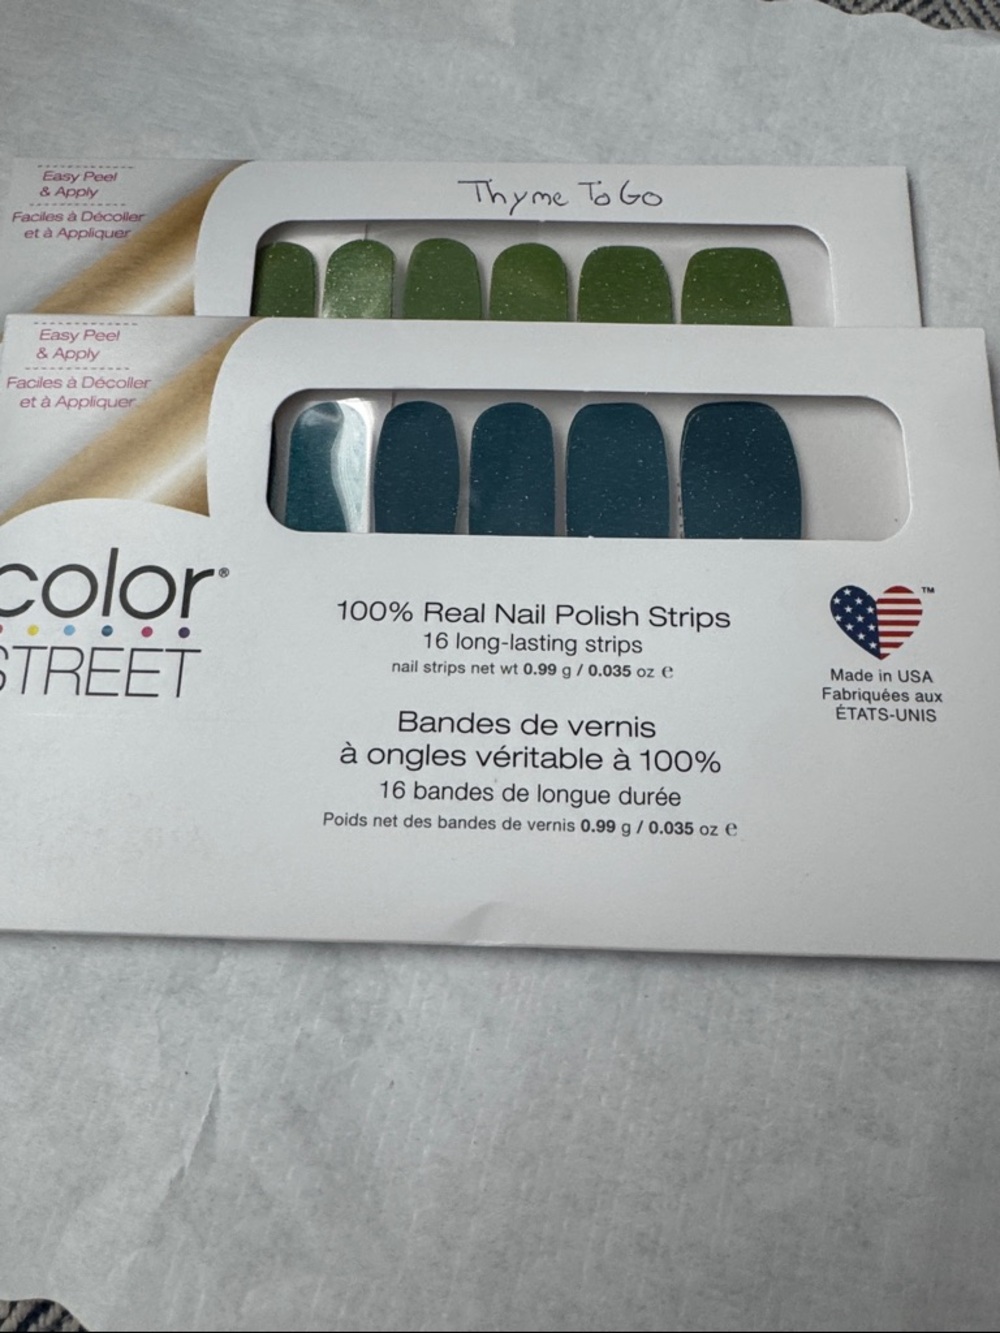 Easy Peel
& Apply
Faciles à Décoller
et à Appliquer
Thyme To Go
Easy Peel
& Apply
Faciles à Décoller
et à Appliquer
color®
STREET
100% Real Nail Polish Strips
16 long-lasting strips
nail strips net wt 0.99 g / 0.035 oz ℮
Bandes de vernis
à ongles véritable à 100%
16 bandes de longue durée
Poids net des bandes de vernis 0.99 g / 0.035 oz ℮
™
Made in USA
Fabriquées aux
ÉTATS-UNIS